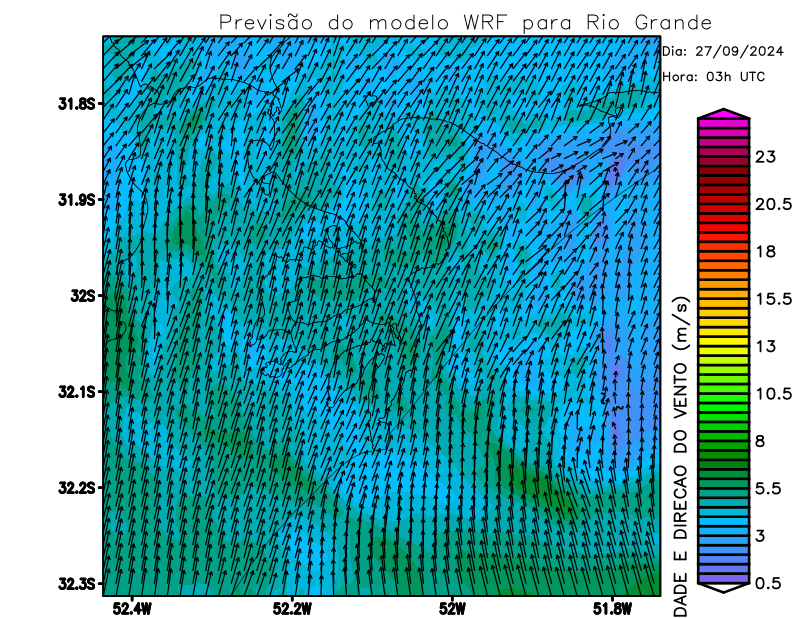 Previsão do modelo WRF para Rio Grande
Dia: 27/09/2024
Hora: 03h UTC
31.8S
31.9S
32S
32.1S
32.2S
32.3S
52.4W
52.2W
52W
51.8W
23
20.5
18
15.5
13
10.5
8
5.5
3
0.5
DADE E DIRECAO DO VENTO (m/s)